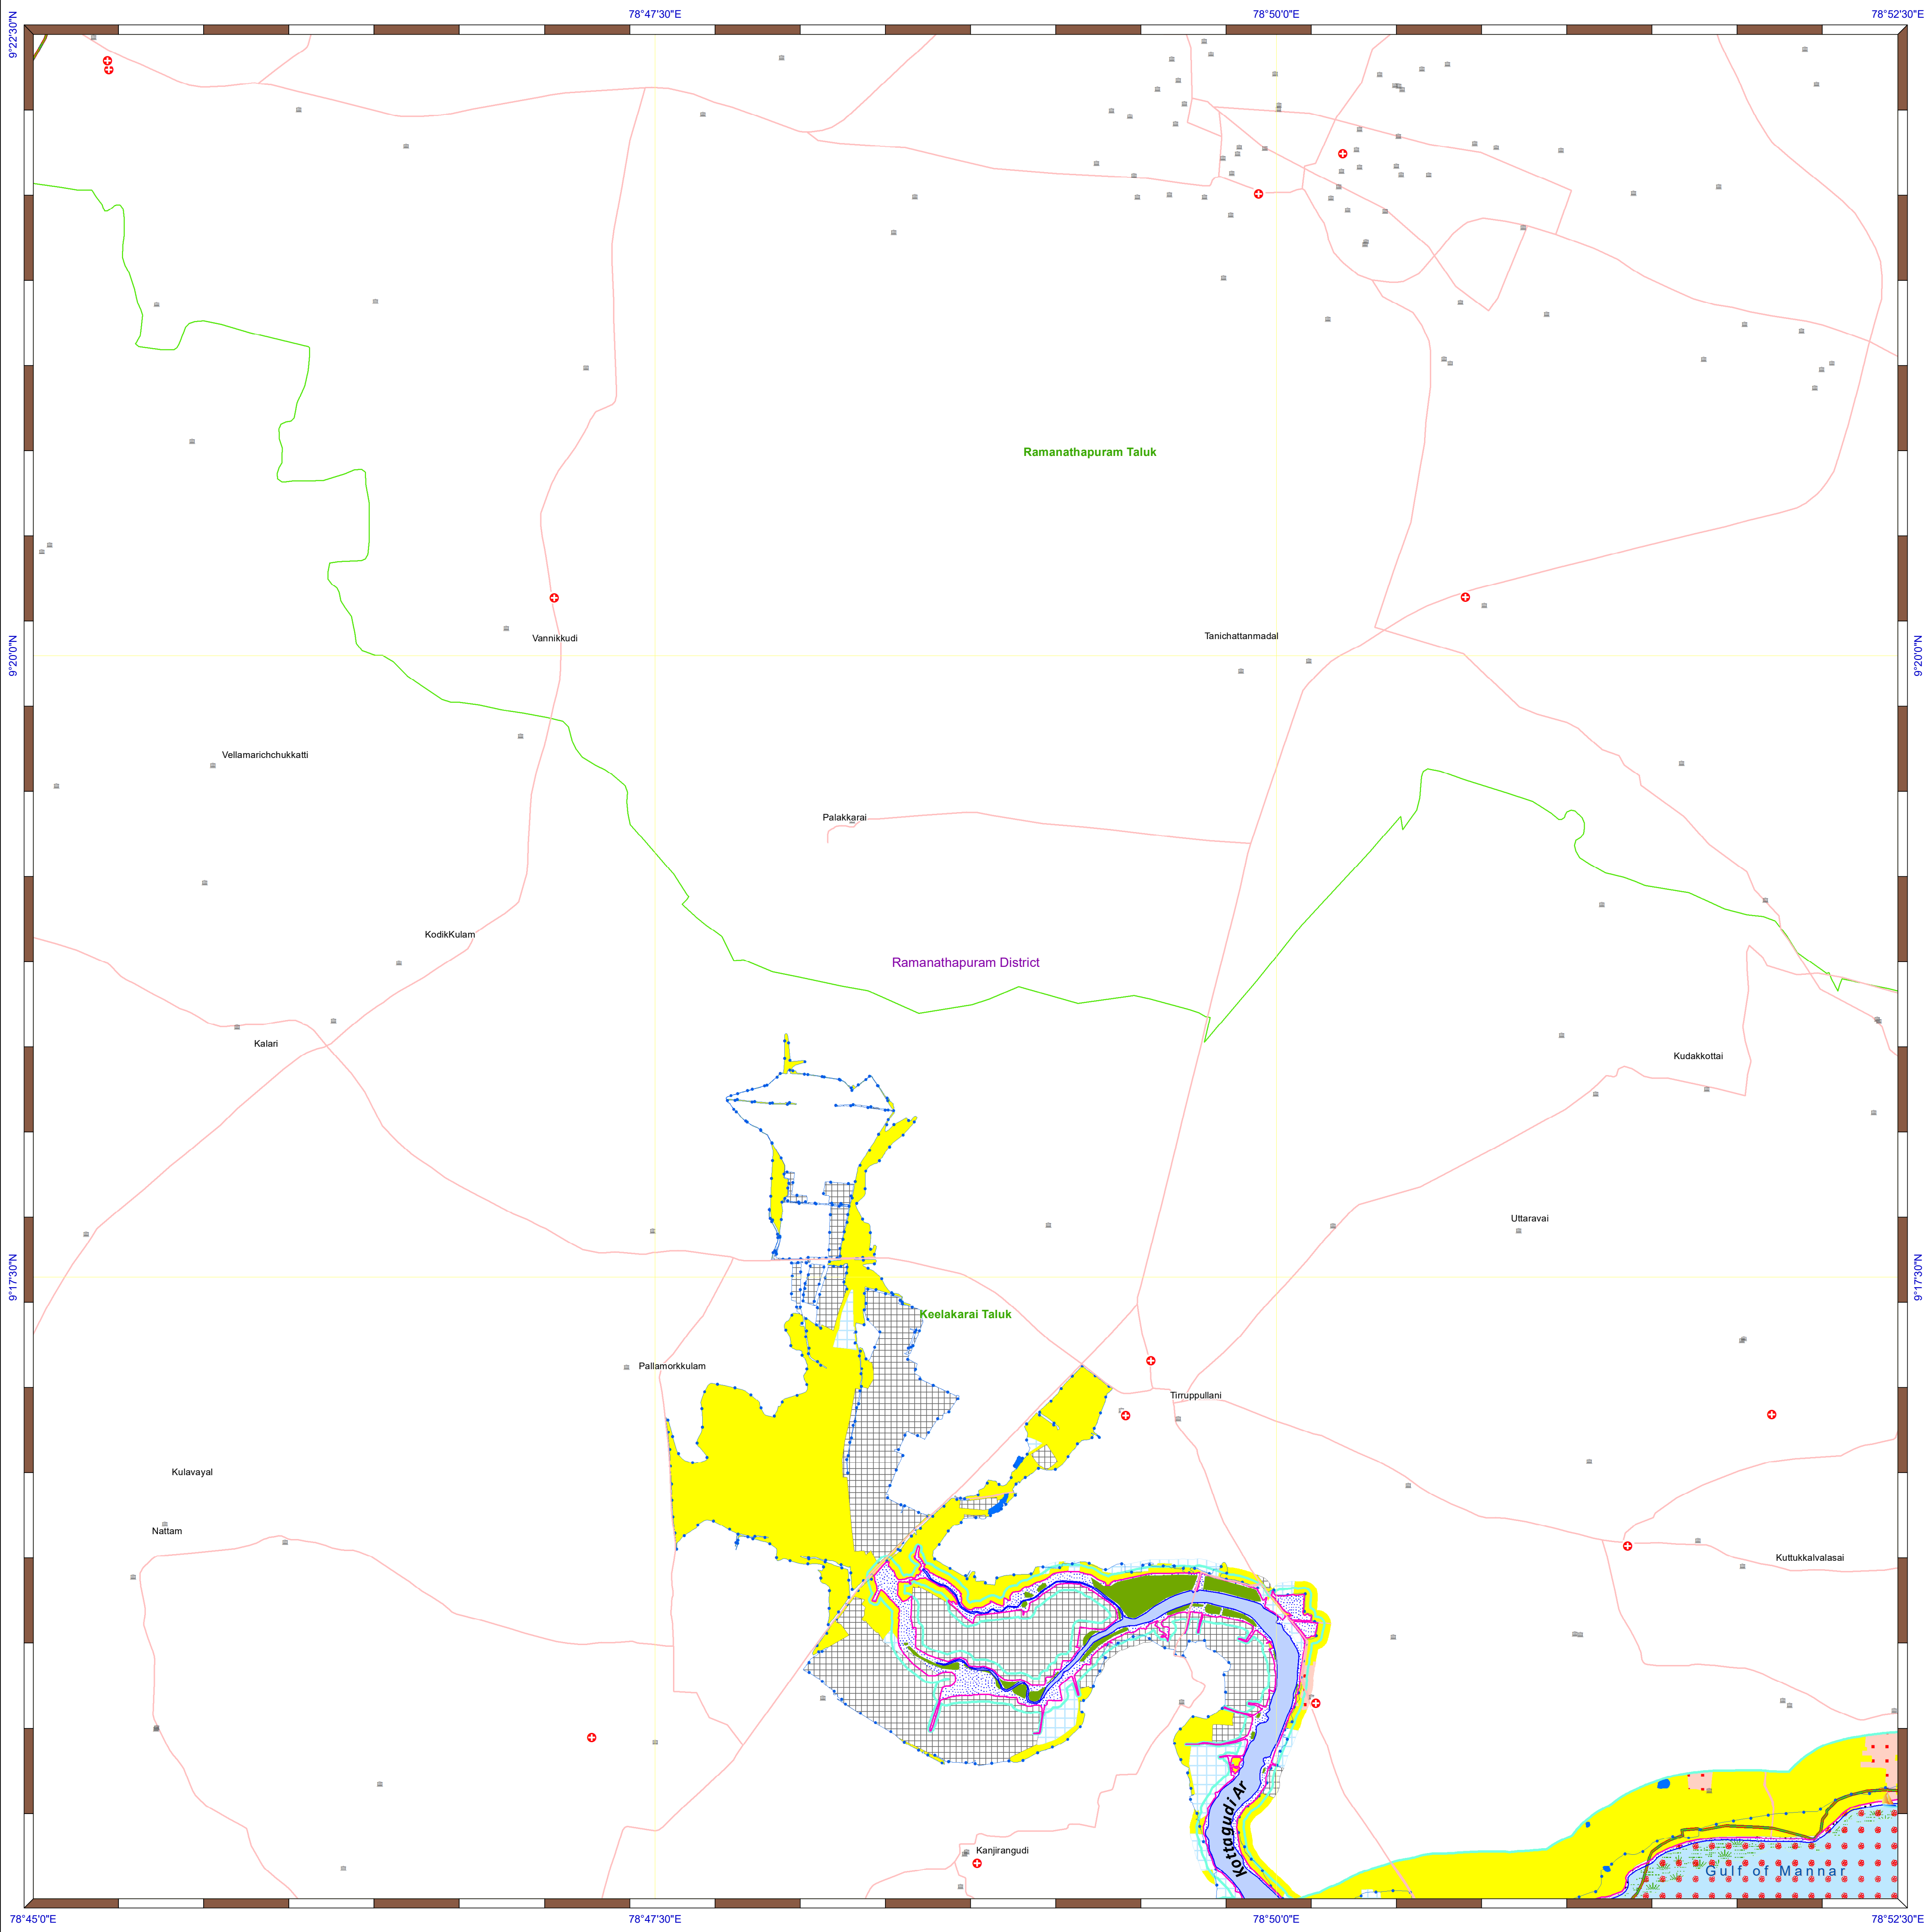 78°47'30"E
78°50'0"E
78°52'30"E
9°22'30"N
Ramanathapuram Taluk
Vannikkudi
Tanichattanmadal
9°20'0"N
9°20'0"N
Vellamarichchukkatti
Palakkarai
KodikKulam
Ramanathapuram District
Kalari
Kudakkottai
Uttaravai
9°17'30"N
9°17'30"N
Keelakarai Taluk
Pallamorkkulam
Tirruppullani
Kulavayal
Nattam
Kuttukkalvalasai
Kottagudi Ar
Kanjirangudi
Gulf of Mannar
78°45'0"E
78°47'30"E
78°50'0"E
78°52'30"E